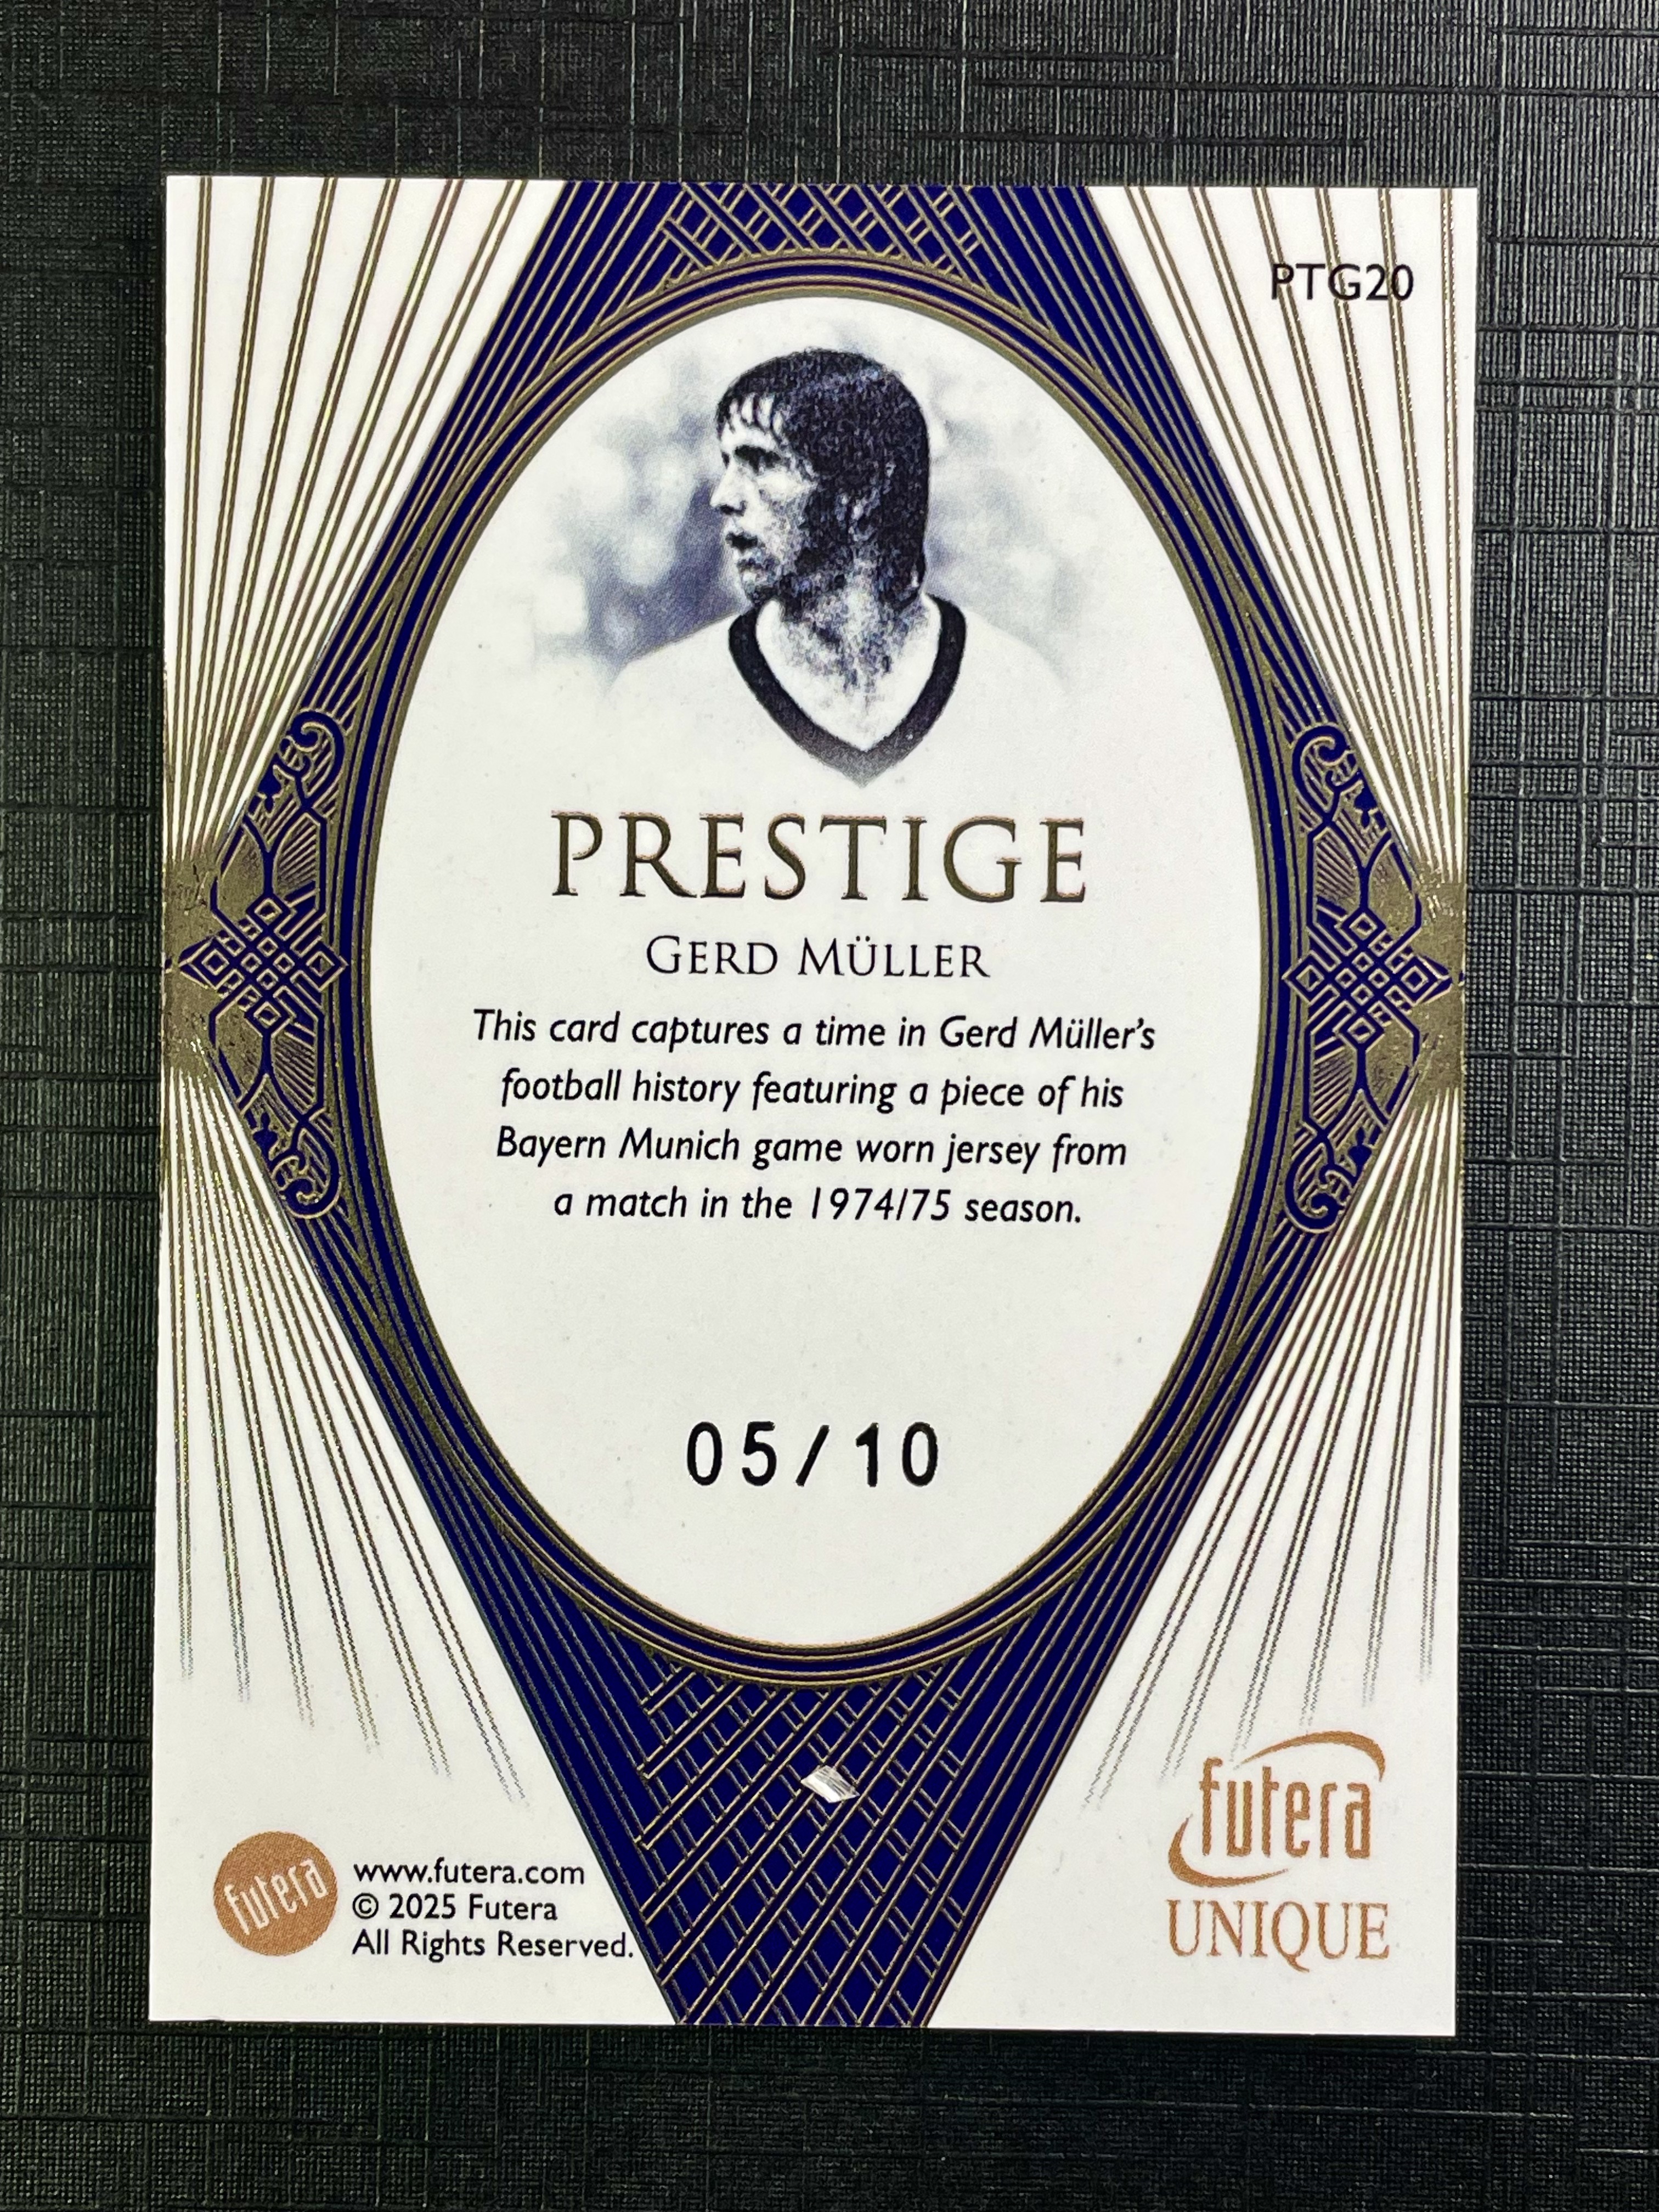 PTG20
PRESTIGE
GERD MÜLLER
This card captures a time in Gerd Müller's
football history featuring a piece of his
Bayern Munich game worn jersey from
a match in the 1974/75 season.
05/10
futera
www.futera.com
© 2025 Futera
All Rights Reserved.
futera
UNIQUE